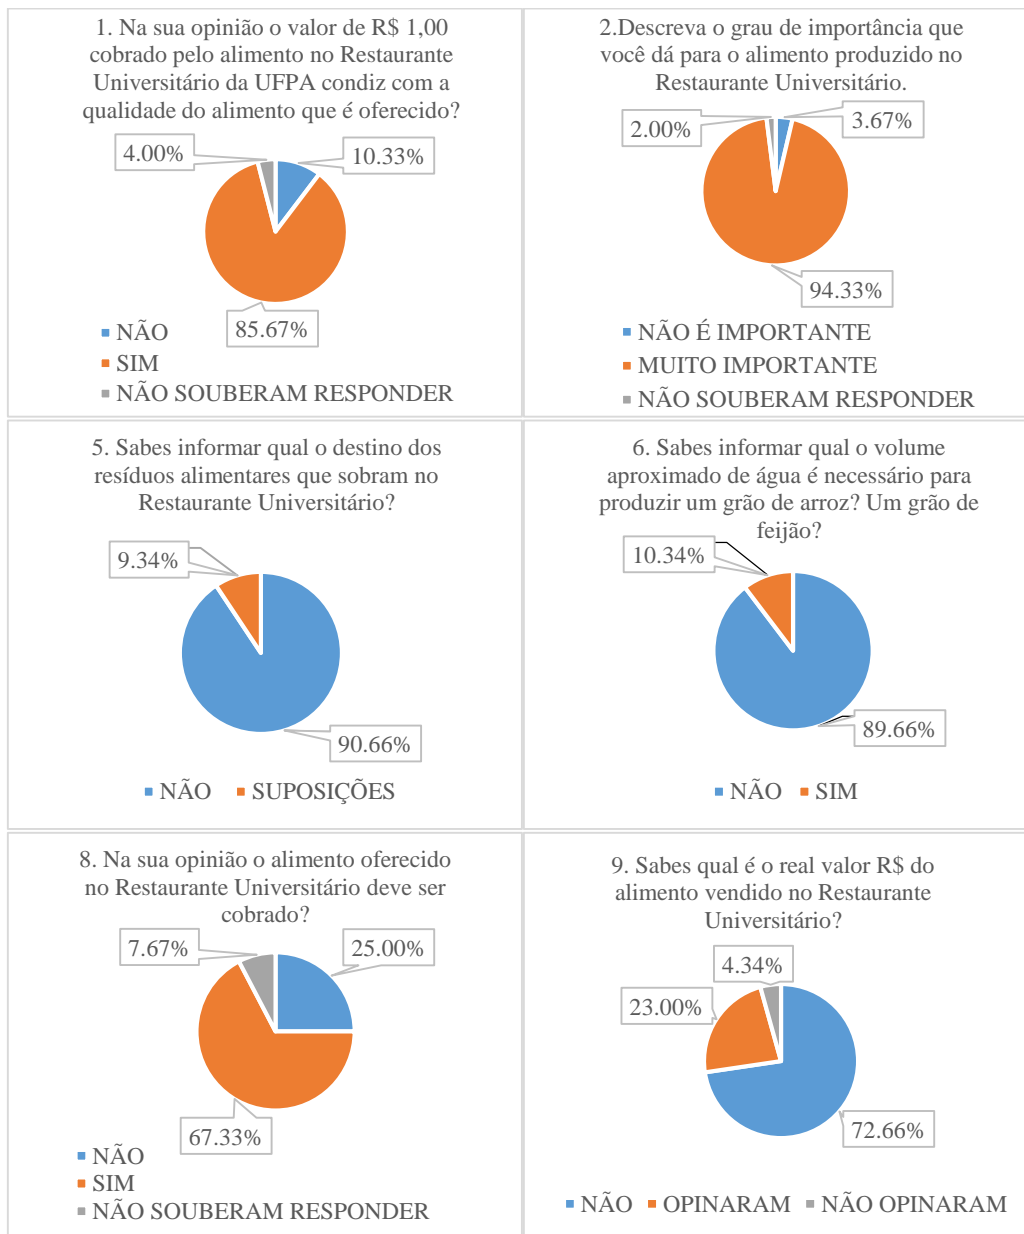 1. Na sua opinião o valor de R$ 1,00
cobrado pelo alimento no Restaurante
Universitário da UFPA condiz com a
qualidade do alimento que é oferecido?
4.00%
10.33%
85.67%
NÃO
SIM
NÃO SOUBERAM RESPONDER
2.Descreva o grau de importância que
você dá para o alimento produzido no
Restaurante Universitário.
2.00%
3.67%
94.33%
NÃO É IMPORTANTE
MUITO IMPORTANTE
NÃO SOUBERAM RESPONDER
5. Sabes informar qual o destino dos
resíduos alimentares que sobram no
Restaurante Universitário?
9.34%
90.66%
NÃO SUPOSIÇÕES
6. Sabes informar qual o volume
aproximado de água é necessário para
produzir um grão de arroz? Um grão de
feijão?
10.34%
89.66%
NÃO SIM
8. Na sua opinião o alimento oferecido
no Restaurante Universitário deve ser
cobrado?
7.67%
25.00%
67.33%
NÃO
SIM
NÃO SOUBERAM RESPONDER
9. Sabes qual é o real valor R$ do
alimento vendido no Restaurante
Universitário?
4.34%
23.00%
72.66%
NÃO OPINARAM NÃO OPINARAM